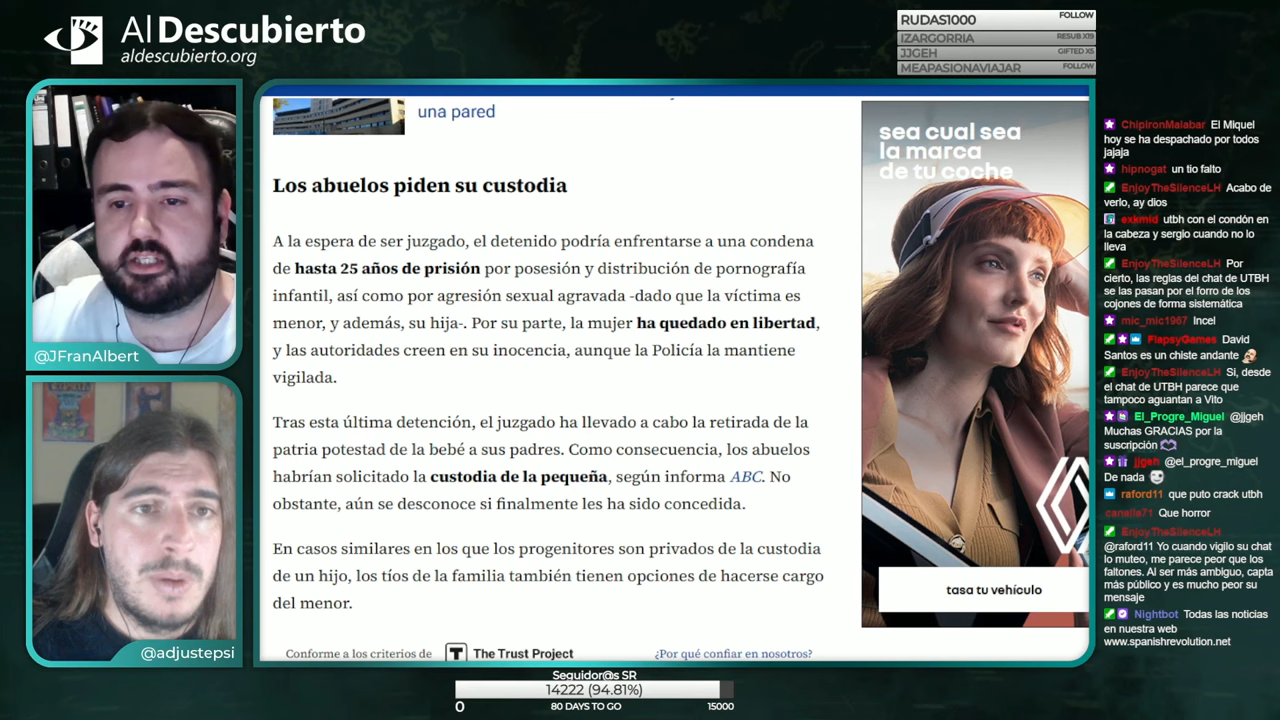 Al Descubierto
aldescubierto.org
RUDAS1000 FOLLOW
IZARGORRIA RESUB X19
JJGEH GIFTED X5
MEAPASIONAVIAJAR FOLLOW
@JFranAlbert
@adjustepsi
una pared
Los abuelos piden su custodia
A la espera de ser juzgado, el detenido podría enfrentarse a una condena
de hasta 25 años de prisión por posesión y distribución de pornografía
infantil, así como por agresión sexual agravada -dado que la víctima es
menor, y además, su hija-. Por su parte, la mujer ha quedado en libertad,
y las autoridades creen en su inocencia, aunque la Policía la mantiene
vigilada.
Tras esta última detención, el juzgado ha llevado a cabo la retirada de la
patria potestad de la bebé a sus padres. Como consecuencia, los abuelos
habrían solicitado la custodia de la pequeña, según informa ABC. No
obstante, aún se desconoce si finalmente les ha sido concedida.
En casos similares en los que los progenitores son privados de la custodia
de un hijo, los tíos de la familia también tienen opciones de hacerse cargo
del menor.
Conforme a los criterios de T The Trust Project ¿Por qué confiar en nosotros?
sea cual sea
la marca
de tu coche
tasa tu vehículo
ChipironMalabar El Miquel
hoy se ha despachado por todos
jajaja
hipnogat un tio falto
EnjoyTheSilenceLH Acabo de
verlo, ay dios
exkmid utbh con el condón en
la cabeza y sergio cuando no lo
lleva
EnjoyTheSilenceLH Por
cierto, las reglas del chat de UTBH
se las pasan por el forro de los
cojones de forma sistemática
mic_mic1967 Incel
FlapsyGames David
Santos es un chiste andante
EnjoyTheSilenceLH Si, desde
el chat de UTBH parece que
tampoco aguantan a Vito
El_Progre_Miguel @jjgeh
Muchas GRACIAS por la
suscripción
jjgeh @el_progre_miguel
De nada
raford11 que puto crack utbh
canalla71 Que horror
EnjoyTheSilenceLH
@raford11 Yo cuando vigilo su chat
lo muteo, me parece peor que los
faltones. Al ser más ambiguo, capta
más público y es mucho peor su
mensaje
Nightbot Todas las noticias
en nuestra web
www.spanishrevolution.net
Seguidor@s SR
14222 (94.81%)
0 80 DAYS TO GO 15000